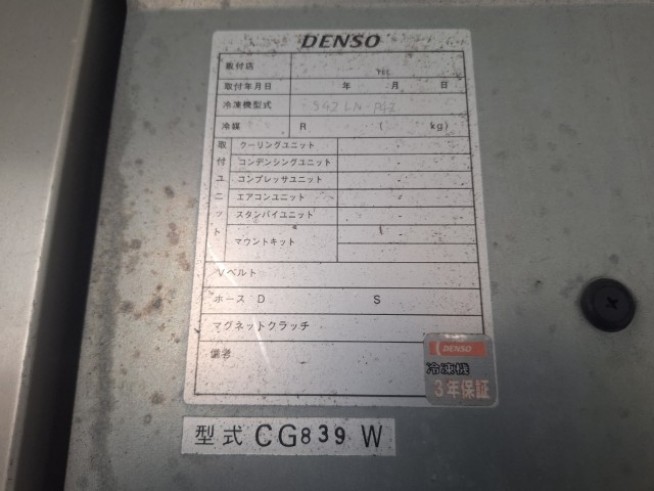 DENSO
取付店
取付年月日 年 月 日
冷凍機型式
冷媒 R ( kg)
取付ユニット
クーリングユニット -
コンデンシングユニット -
コンプレッサユニット -
エアコンユニット -
スタンバイユニット -
マウントキット
Vベルト
ホース D S
マグネットクラッチ
備考
DENSO
冷凍機
3年保証
型式 CG839 W